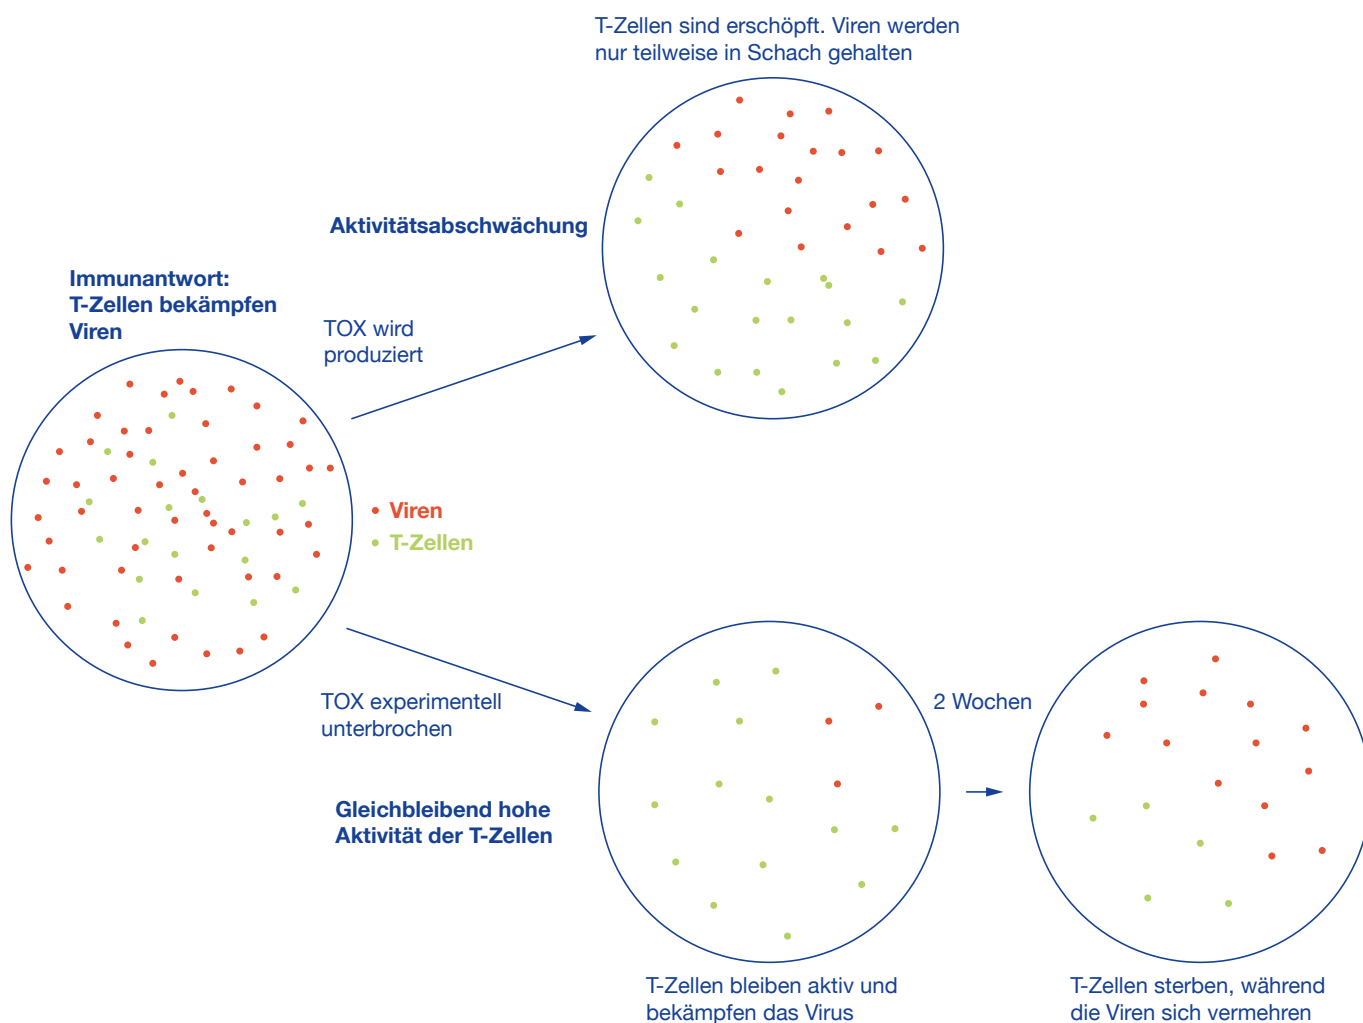 T-Zellen sind erschöpft. Viren werden
nur teilweise in Schach gehalten
Aktivitätsabschwächung
Immunantwort:
T-Zellen bekämpfen
Viren
TOX wird
produziert
Viren
T-Zellen
TOX experimentell
unterbrochen
2 Wochen
Gleichbleibend hohe
Aktivität der T-Zellen
T-Zellen bleiben aktiv und
bekämpfen das Virus
T-Zellen sterben, während
die Viren sich vermehren